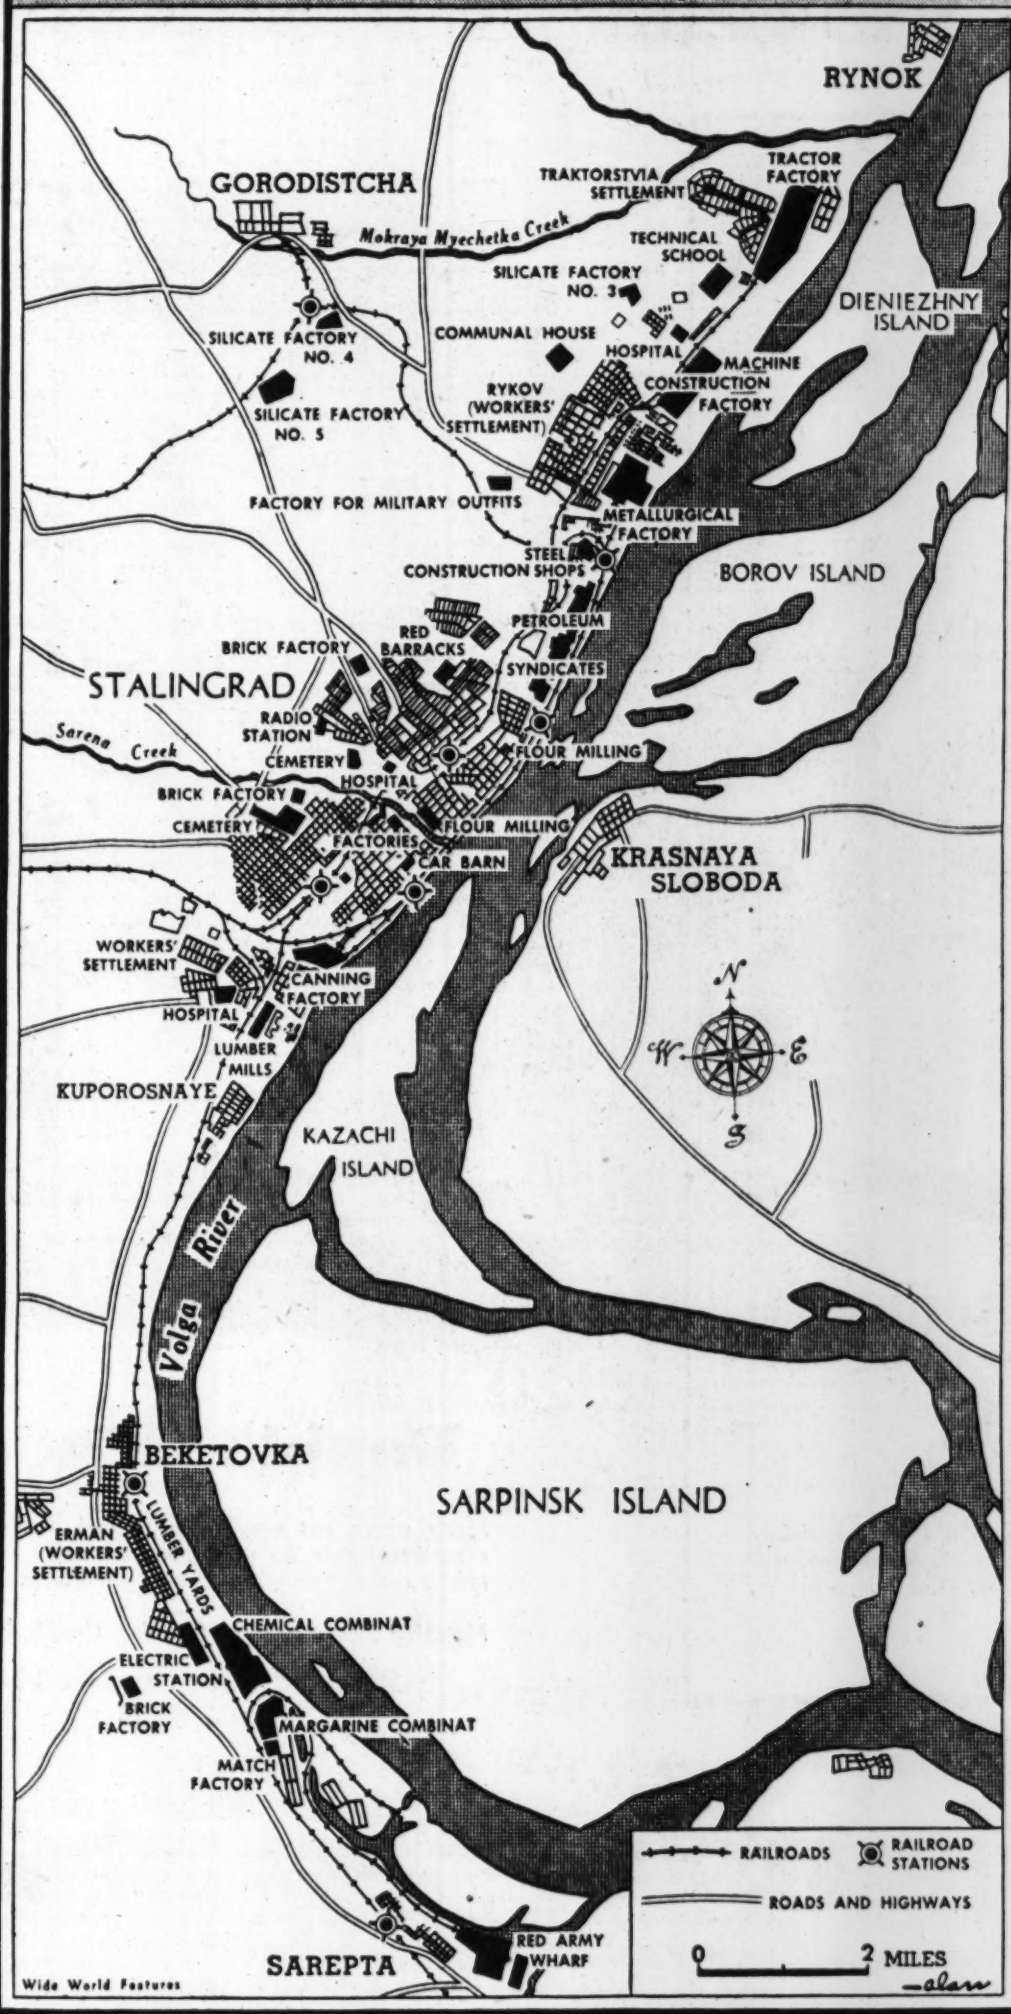 RYNOK
TRAKTORSTVIA
SETTLEMENT
TRACTOR
FACTORY
GORODISTCHA
Mokraya Myechetka Creek
TECHNICAL
SCHOOL
SILICATE FACTORY
NO. 3
DIENIEZHNY
ISLAND
SILICATE FACTORY
NO. 4
COMMUNAL HOUSE
HOSPITAL
MACHINE
CONSTRUCTION
FACTORY
RYKOV
(WORKERS'
SETTLEMENT)
SILICATE FACTORY
NO. 5
FACTORY FOR MILITARY OUTFITS
METALLURGICAL
FACTORY
STEEL
CONSTRUCTION SHOPS
BOROV ISLAND
PETROLEUM
SYNDICATES
RED
BARRACKS
BRICK FACTORY
STALINGRAD
RADIO
STATION
Sarena Creek
CEMETERY
HOSPITAL
FLOUR MILLING
BRICK FACTORY
CEMETERY
FACTORIES
FLOUR MILLING
CAR BARN
KRASNAYA
SLOBODA
WORKERS'
SETTLEMENT
CANNING
FACTORY
HOSPITAL
LUMBER
MILLS
N
W
E
S
KUPOROSNAYE
KAZACHI
ISLAND
Volga River
BEKETOVKA
SARPINSK ISLAND
ERMAN
(WORKERS'
SETTLEMENT)
LUMBER YARDS
CHEMICAL COMBINAT
ELECTRIC
STATION
BRICK
FACTORY
MARGARINE COMBINAT
MATCH
FACTORY
SAREPTA
RED ARMY
WHARF
RAILROADS
RAILROAD
STATIONS
ROADS AND HIGHWAYS
0 2 MILES
alan
Wide World Features